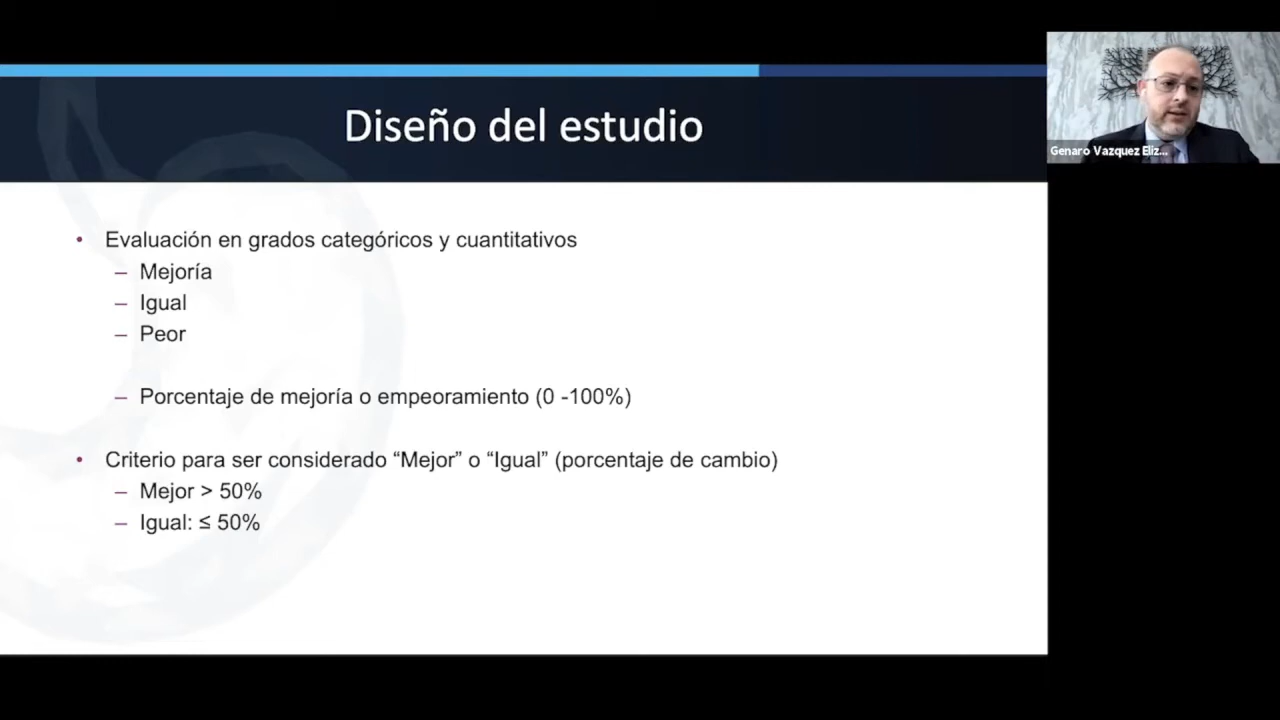 Diseño del estudio
Genaro Vazquez Eliz...
• Evaluación en grados categóricos y cuantitativos
– Mejoría
– Igual
– Peor
– Porcentaje de mejoría o empeoramiento (0 -100%)
• Criterio para ser considerado “Mejor” o “Igual” (porcentaje de cambio)
– Mejor > 50%
– Igual: ≤ 50%